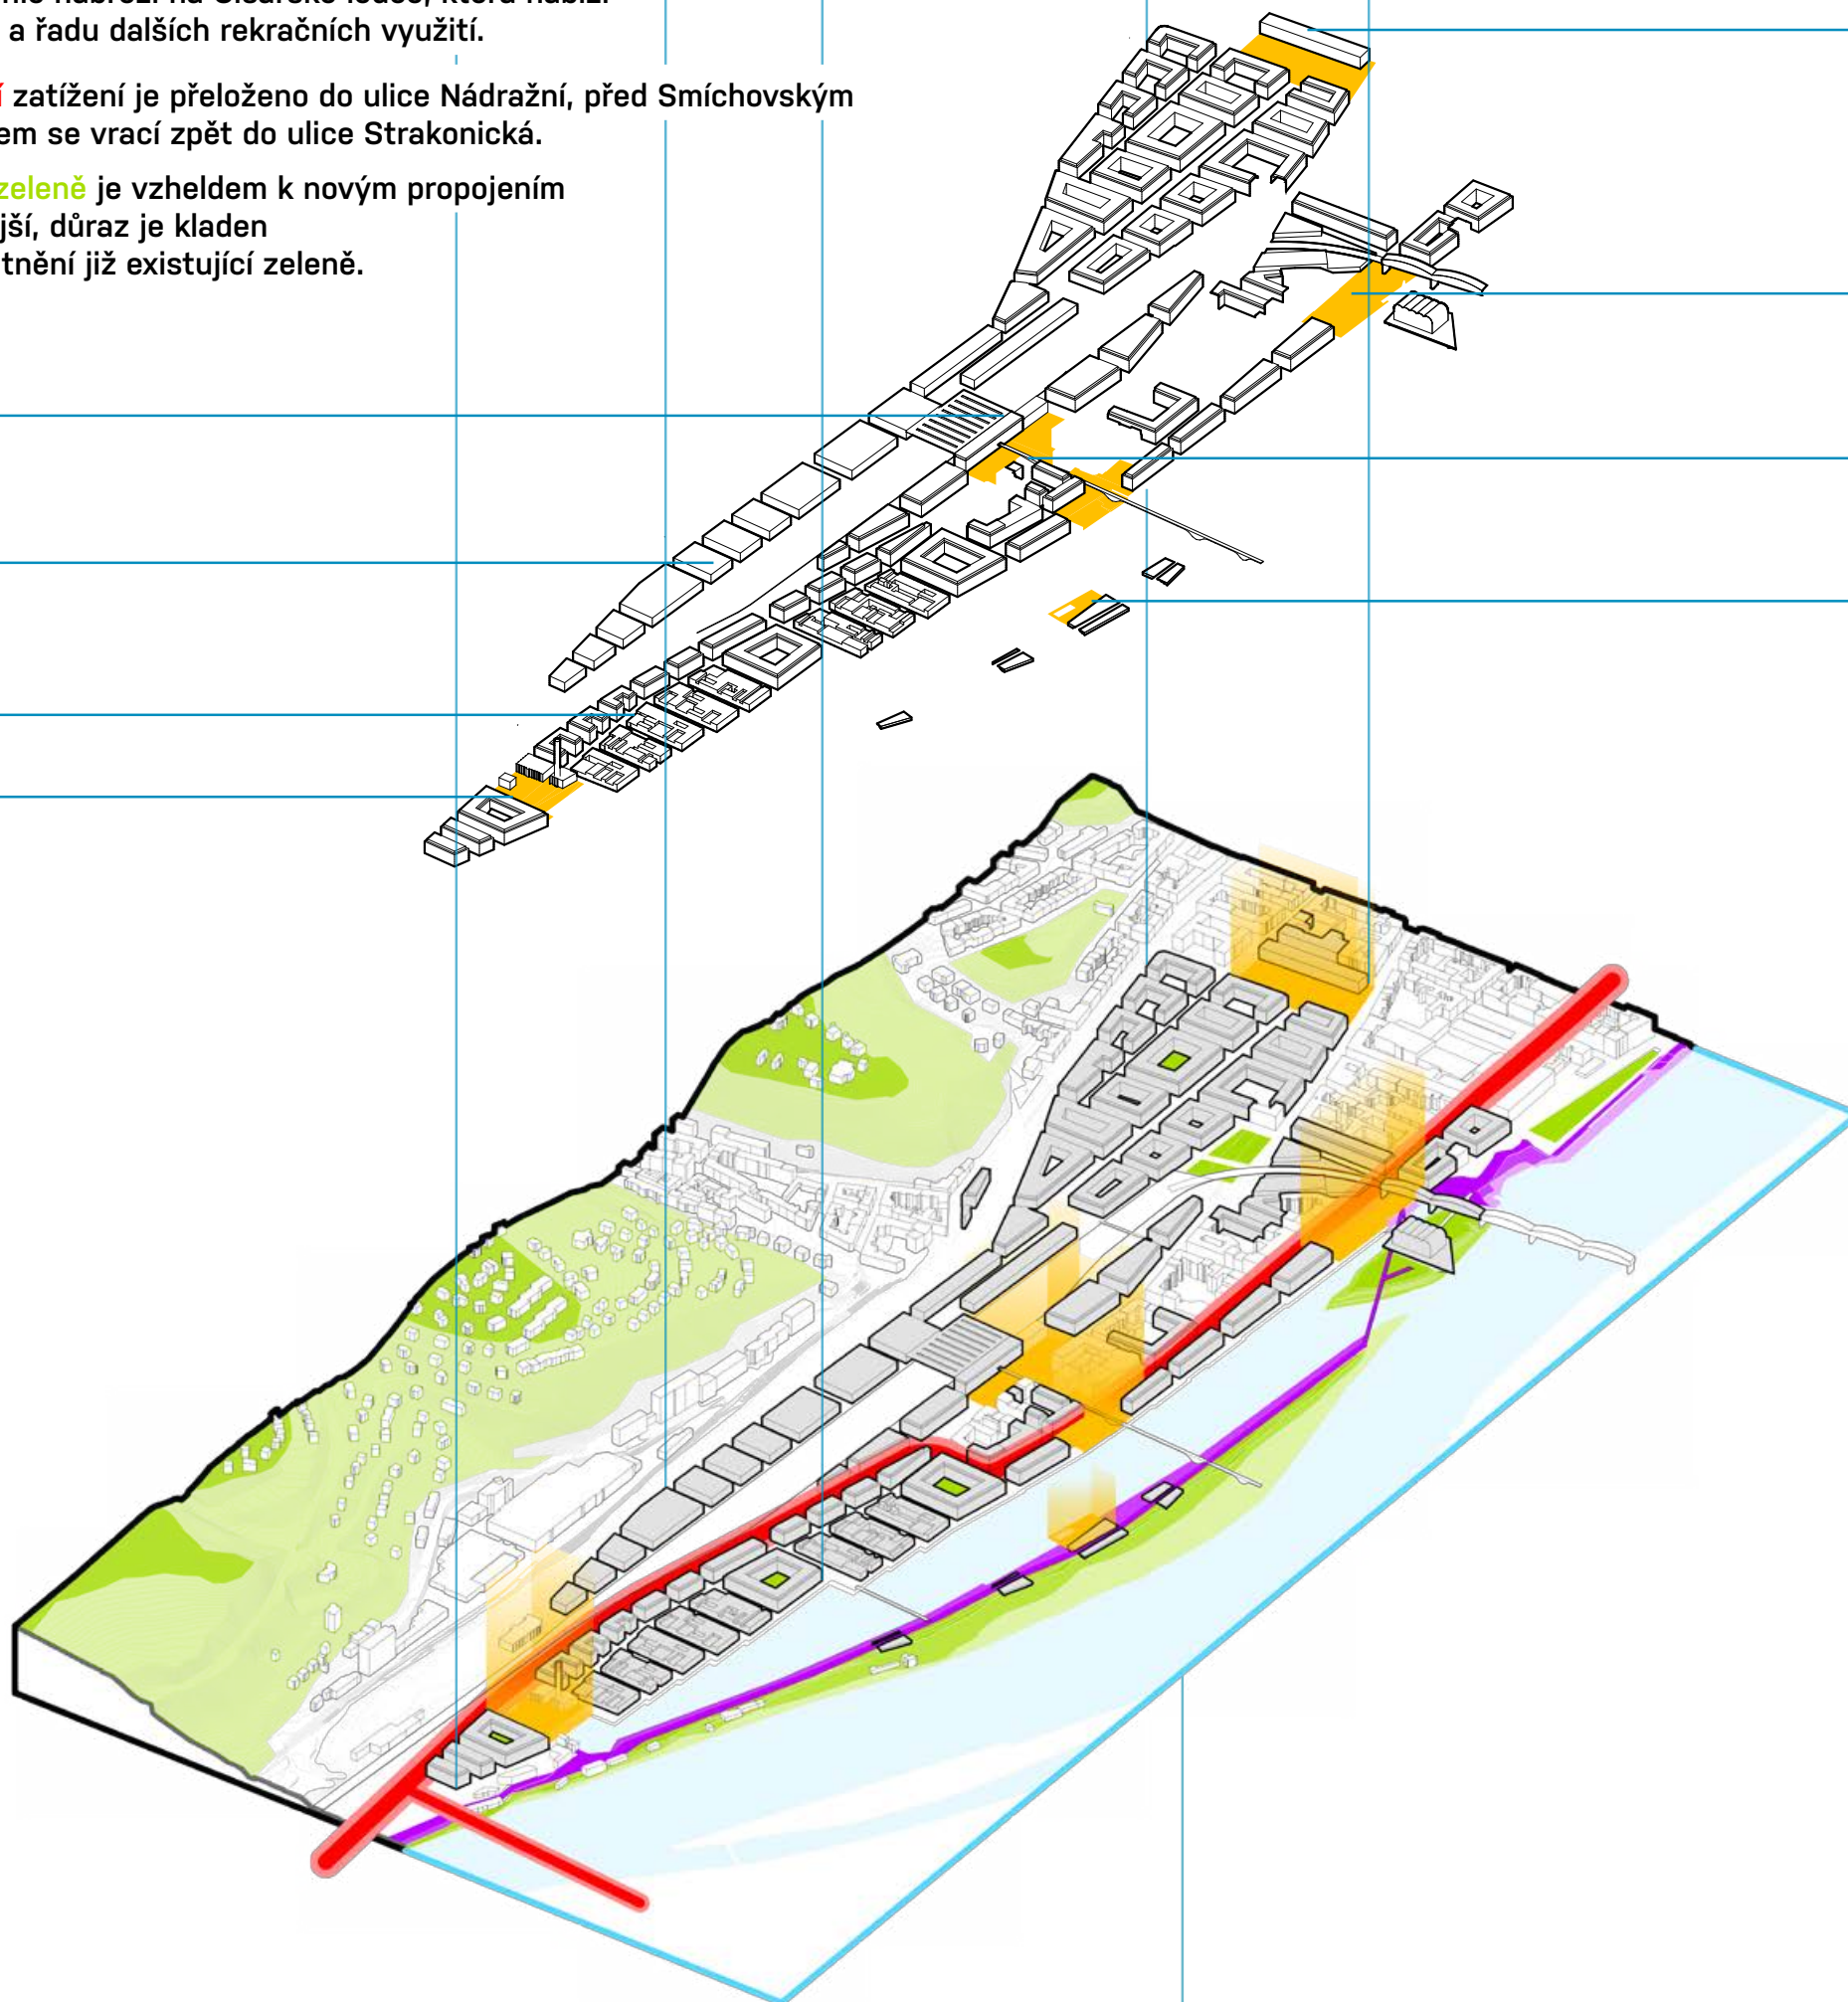 a řadu dalších rekračních využití.
í zatížení je přeloženo do ulice Nádražní, před Smíchovským
em se vrací zpět do ulice Strakonická.
zeleně je vzheldem k novým propojením
jší, důraz je kladen
tnění již existující zeleně.